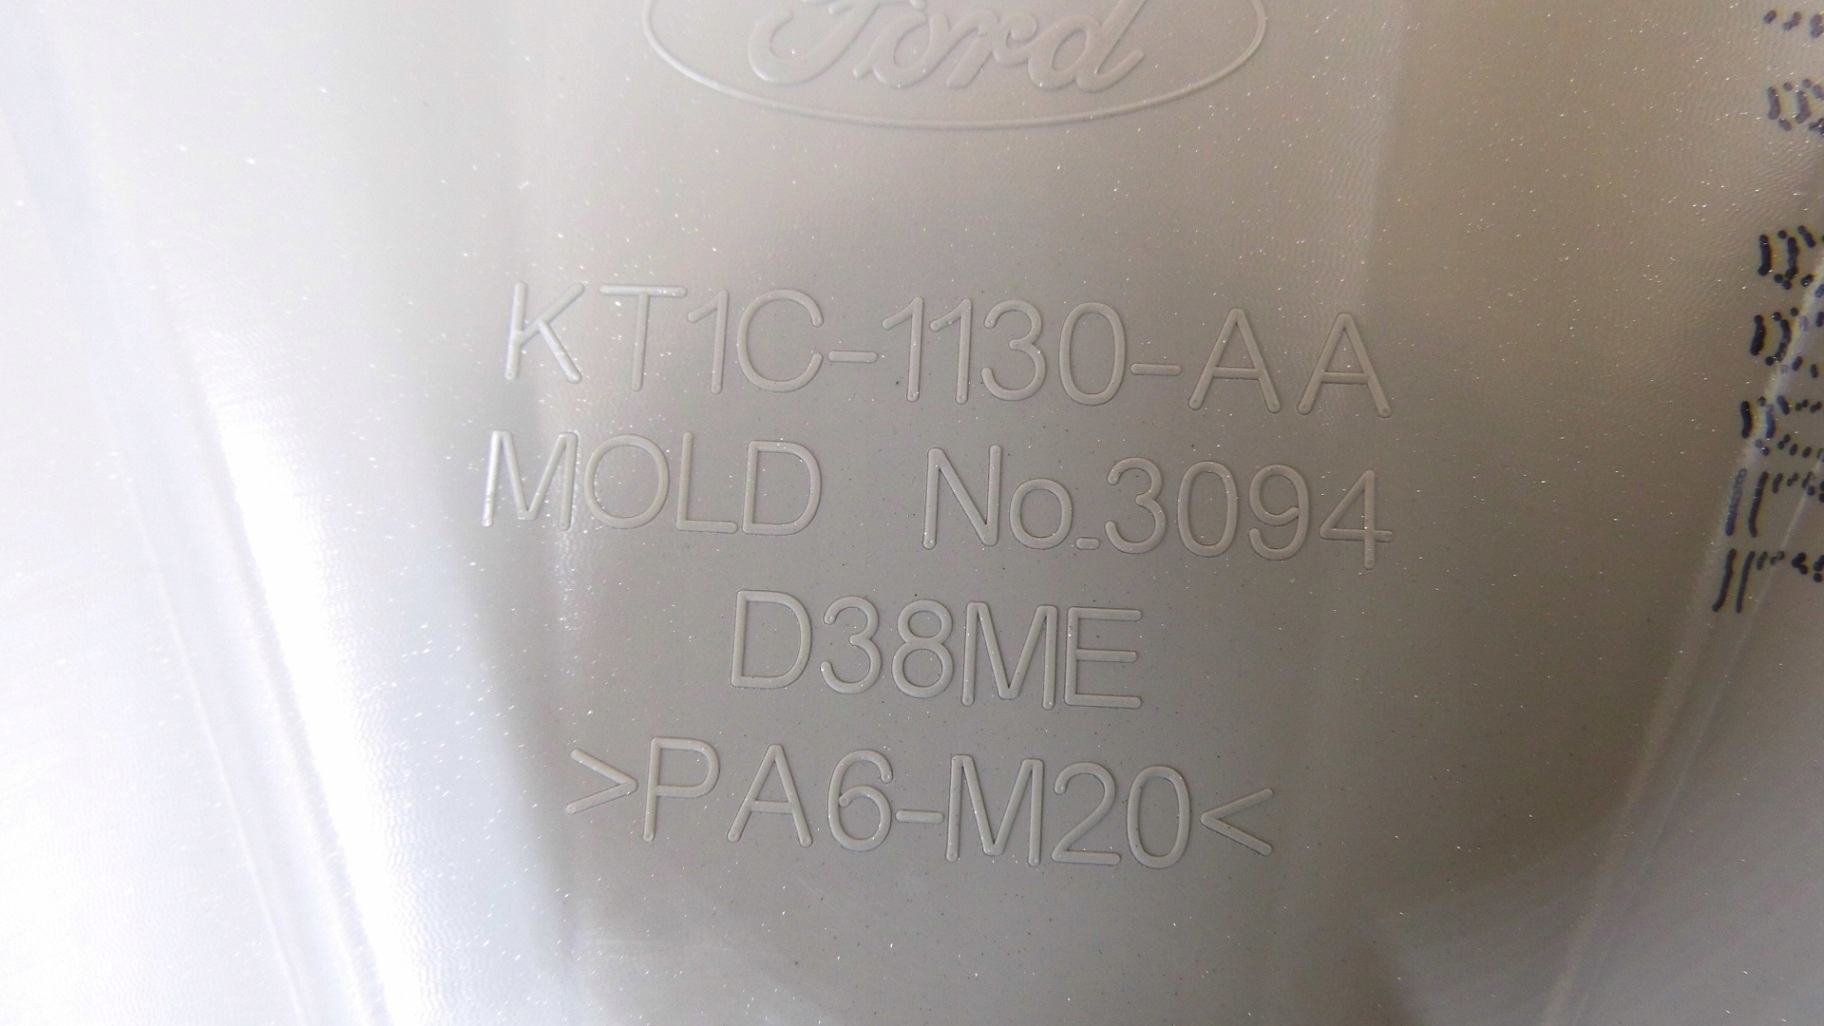 Ford
KT1C-1130-AA
MOLD No.3094
D38ME
>PA6-M20<